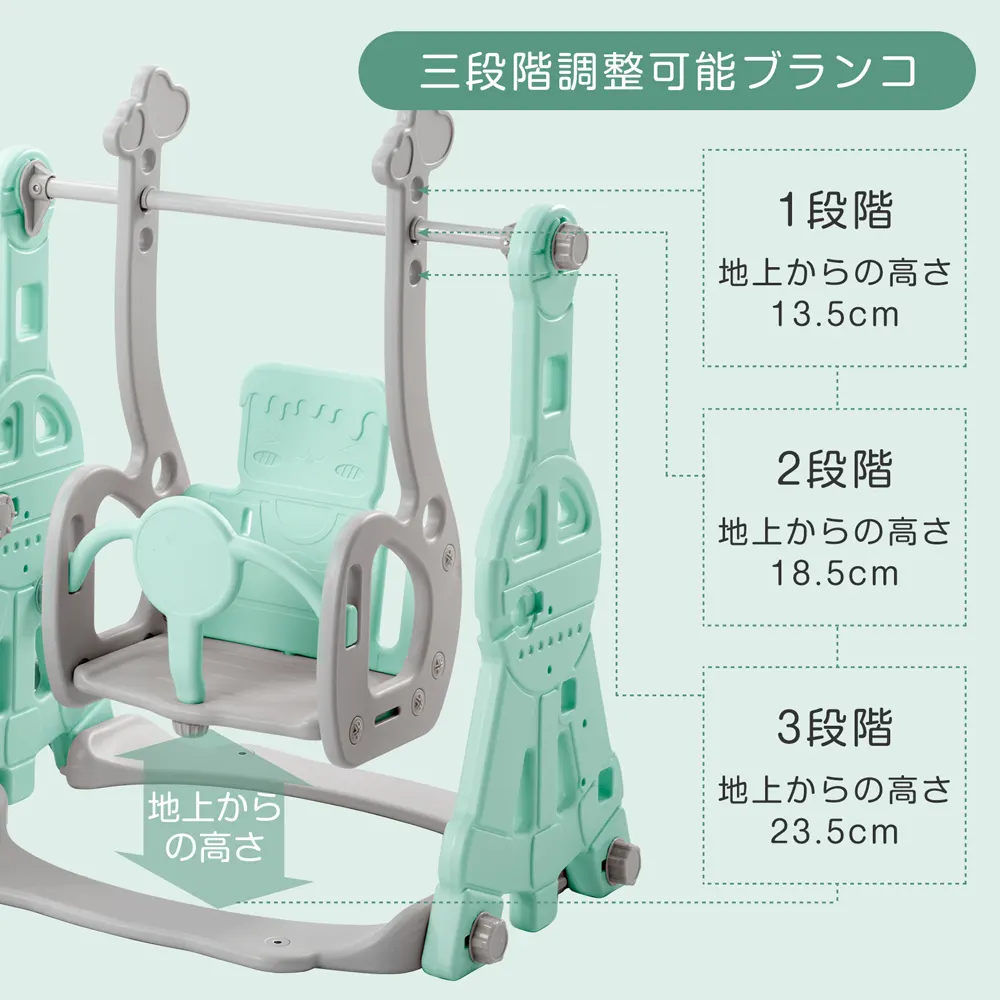 三段階調整可能ブランコ
1段階
地上からの高さ
13.5cm
2段階
地上からの高さ
18.5cm
3段階
地上からの高さ
23.5cm
地上から
の高さ